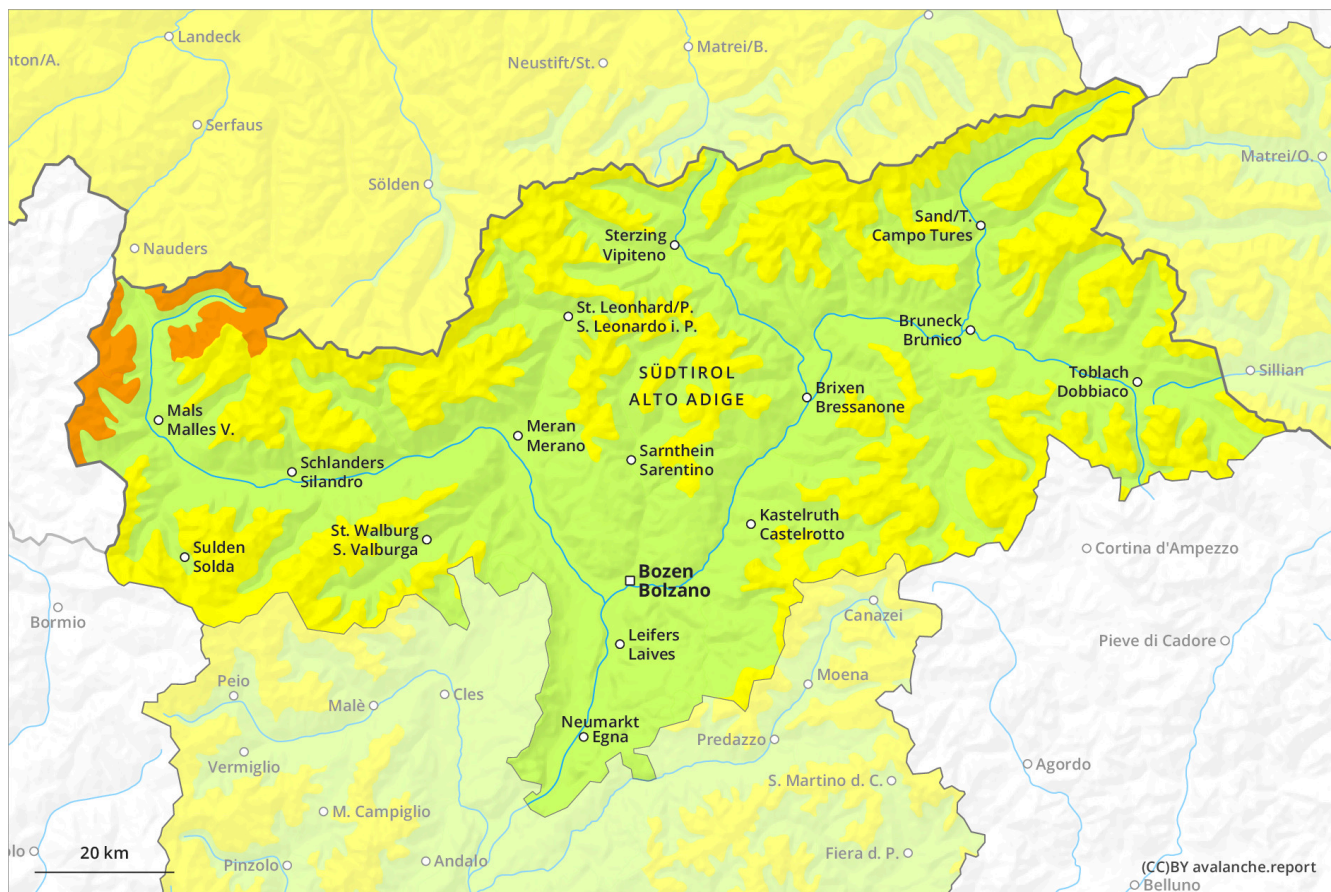 Landeck
Matrei/B.
nton/A.
Neustift/St.
Serfaus
Matrei/O.
Sölden
Sand/T.
Campo Tures
Sterzing
Vipiteno
Nauders
St. Leonhard/P.
S. Leonardo i. P.
Bruneck
Brunico
SÜDTIROL
ALTO ADIGE
Toblach
Dobbiaco
Sillian
Brixen
Bressanone
Mals
Malles V.
Meran
Merano
Sarnthein
Sarentino
Schlanders
Silandro
Kastelruth
Castelrotto
St. Walburg
S. Valburga
Sulden
Solda
Cortina d'Ampezzo
Bozen
Bolzano
Canazei
Bormio
Leifers
Laives
Pieve di Cadore
Moena
Peio
Cles
Malè
Neumarkt
Egna
Predazzo
Vermiglio
Agordo
S. Martino d. C.
M. Campiglio
20 km
olo
Pinzolo
Andalo
Fiera d. P.
(CC)BY avalanche.report
Belluno